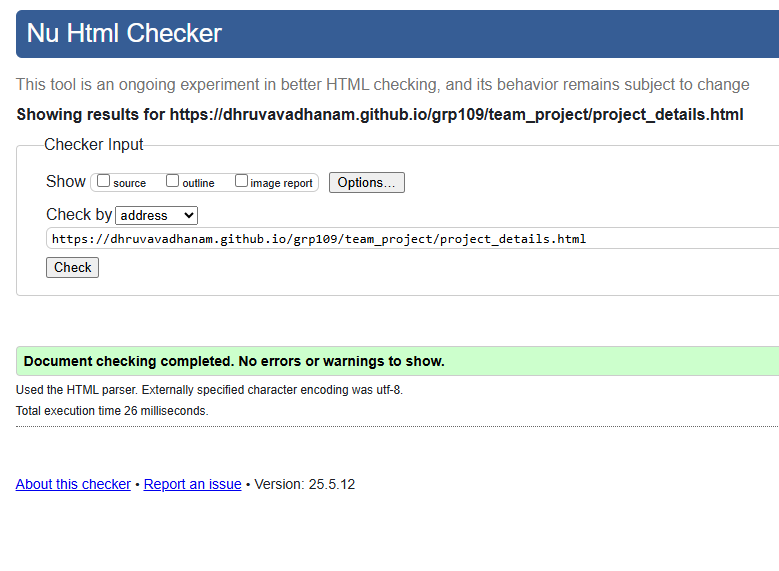 Nu Html Checker
This tool is an ongoing experiment in better HTML checking, and its behavior remains subject to change
Showing results for https://dhruvavadhanam.github.io/grp109/team_project/project_details.html
Checker Input
Show source outline image report Options...
Check by address
https://dhruvavadhanam.github.io/grp109/team_project/project_details.html
Check
Document checking completed. No errors or warnings to show.
Used the HTML parser. Externally specified character encoding was utf-8.
Total execution time 26 milliseconds.
About this checker • Report an issue • Version: 25.5.12